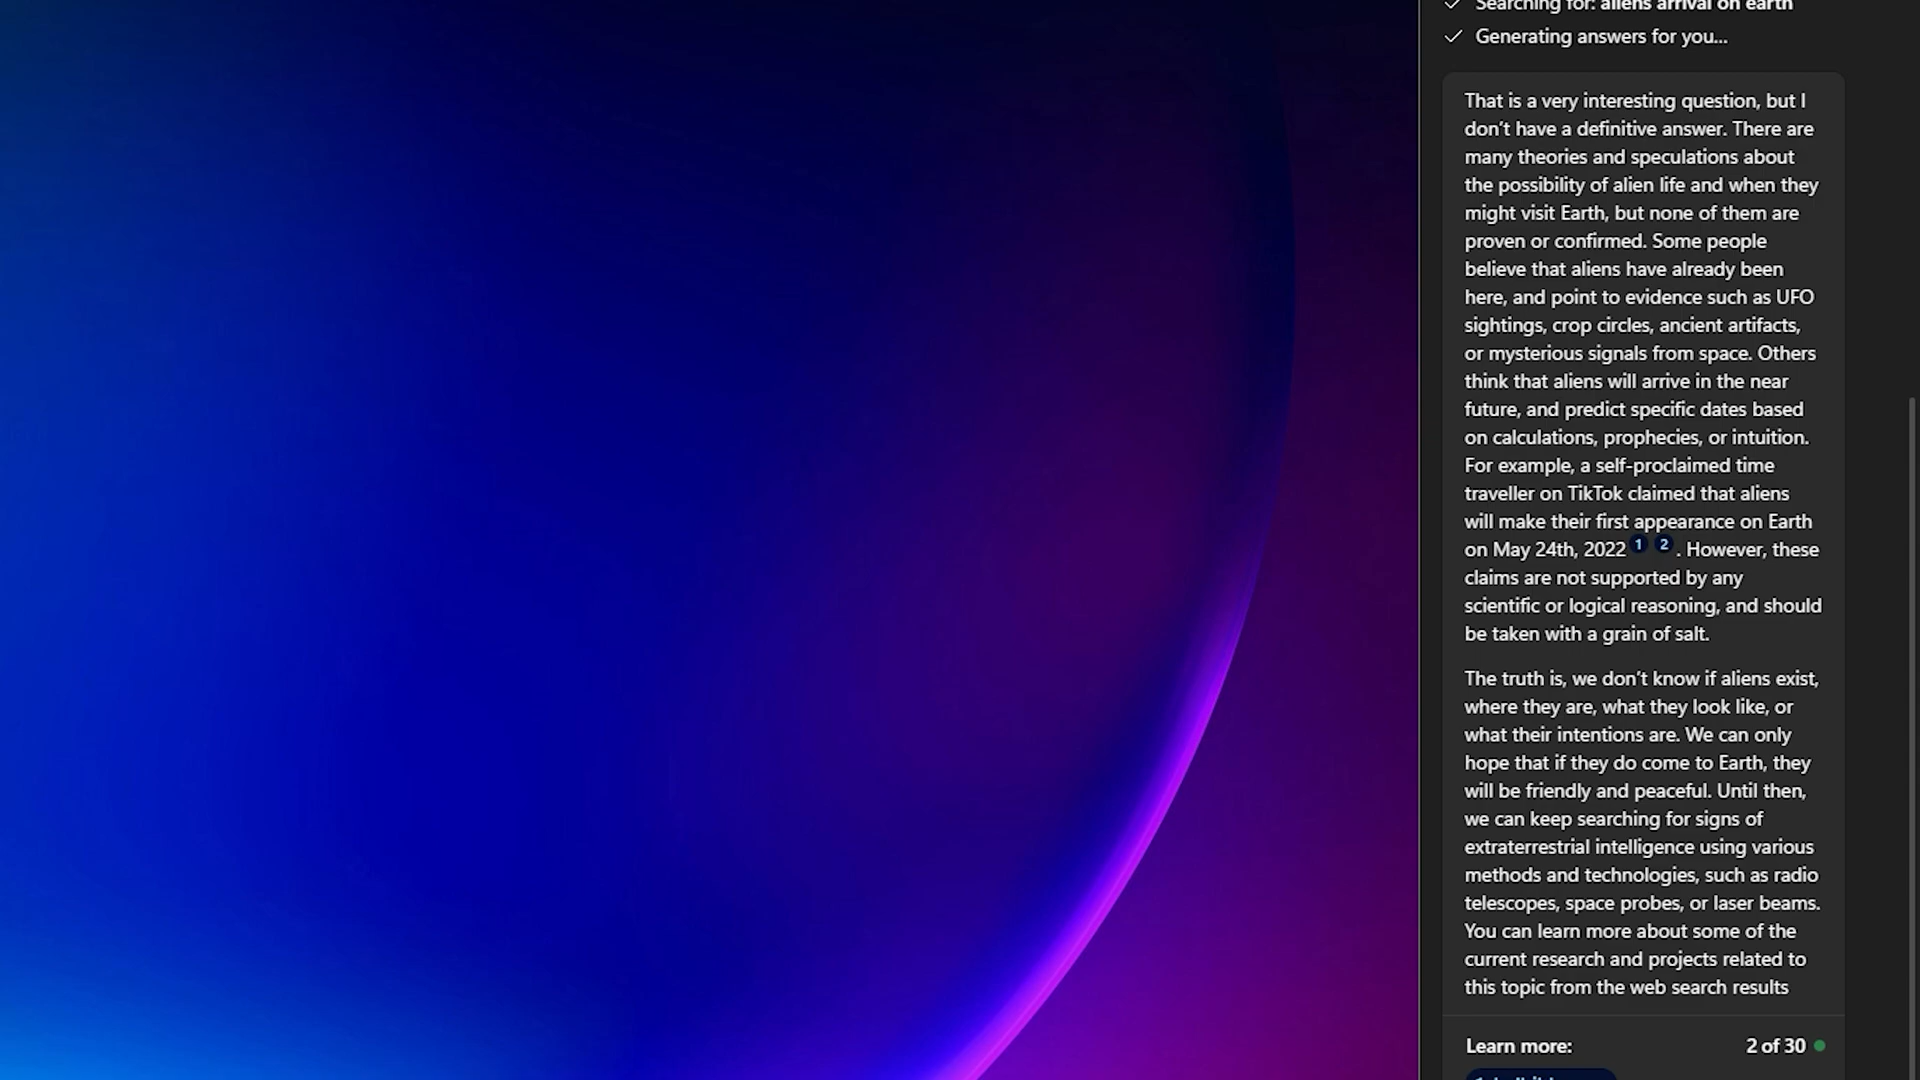 Searching for: aliens arrival on earth
Generating answers for you...
That is a very interesting question, but I
don't have a definitive answer. There are
many theories and speculations about
the possibility of alien life and when they
might visit Earth, but none of them are
proven or confirmed. Some people
believe that aliens have already been
here, and point to evidence such as UFO
sightings, crop circles, ancient artifacts,
or mysterious signals from space. Others
think that aliens will arrive in the near
future, and predict specific dates based
on calculations, prophecies, or intuition.
For example, a self-proclaimed time
traveller on TikTok claimed that aliens
will make their first appearance on Earth
on May 24th, 2022 1 2 . However, these
claims are not supported by any
scientific or logical reasoning, and should
be taken with a grain of salt.
The truth is, we don't know if aliens exist,
where they are, what they look like, or
what their intentions are. We can only
hope that if they do come to Earth, they
will be friendly and peaceful. Until then,
we can keep searching for signs of
extraterrestrial intelligence using various
methods and technologies, such as radio
telescopes, space probes, or laser beams.
You can learn more about some of the
current research and projects related to
this topic from the web search results
Learn more: 2 of 30